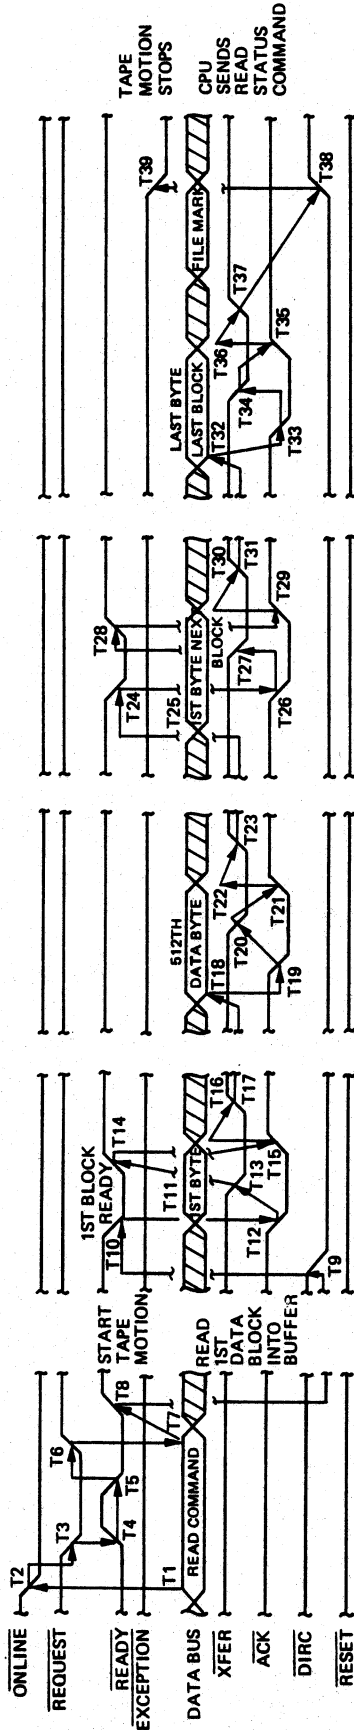 ONLINE
REQUEST
READY
EXCEPTION
DATA BUS
XFER
ACK
DIRC
RESET
T2
T3
T6
T4
T5
T8
T1
T7
READ COMMAND
START
TAPE
MOTION
READ
1ST DATA
BLOCK
INTO
BUFFER
T9
1ST BLOCK
READY
T10
T14
T11
1ST BYTE
T12
T13
T15
T16
T17
512TH
DATA BYTE
T18
T19
T20
T21
T22
T23
T24
T28
T25
1ST BYTE NEXT
BLOCK
T26
T27
T29
T30
T31
LAST BYTE
LAST BLOCK
T32
T33
T34
T35
T36
T37
FILE MARK
T38
T39
TAPE
MOTION
STOPS
CPU
SENDS
READ
STATUS
COMMAND